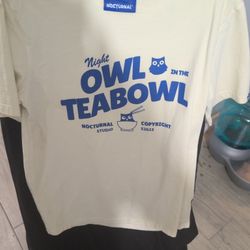 NOCTURNAL
Night
OWL IN THE
TEABOWL
NOCTURNAL COPYRIGHT
STUDIO